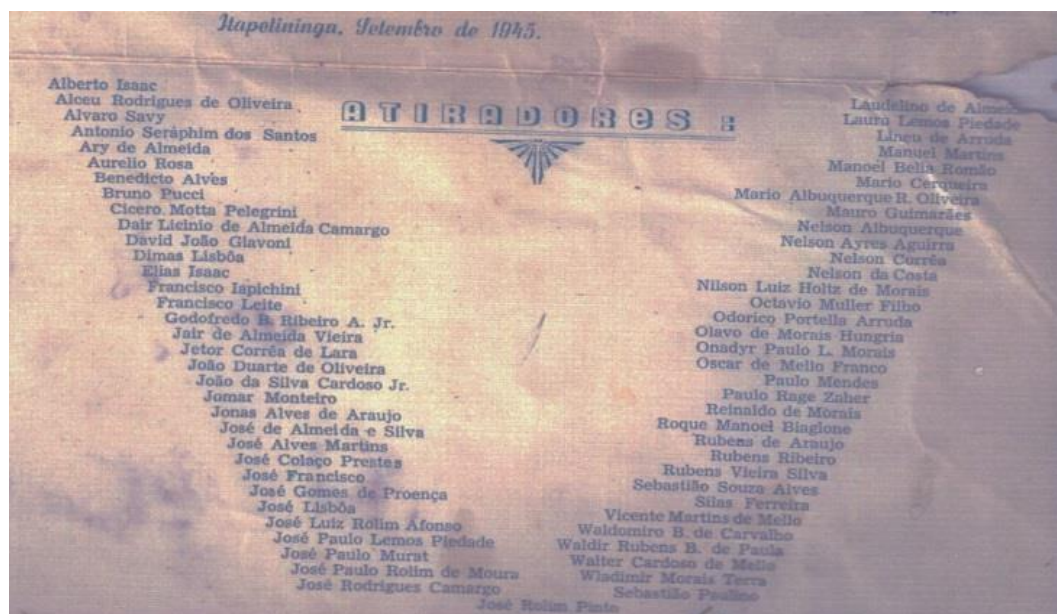 Itapetininga, Setembro de 1945.
ATIRADORES :
Alberto Isaac
Alceu Rodrigues de Oliveira
Alvaro Savy
Antonio Seráphim dos Santos
Ary de Almeida
Aurelio Rosa
Benedicto Alves
Bruno Pucci
Cicero Motta Pelegrini
Dair Licinio de Almeida Camargo
David João Giavoni
Dimas Lisbôa
Elias Isaac
Francisco Iapichini
Francisco Leite
Godofredo B. Ribeiro A. Jr.
Jair de Almeida Vieira
Jetor Corrêa de Lara
João Duarte de Oliveira
João da Silva Cardoso Jr.
Jomar Monteiro
Jonas Alves de Araujo
José de Almeida e Silva
José Alves Martins
José Colaço Prestes
José Francisco
José Gomes de Proença
José Lisbôa
José Luiz Rolim Afonso
José Paulo Lemos Piedade
José Paulo Murat
José Paulo Rolim de Moura
José Rodrigues Camargo
José Rolim Pinto
Laudelino de
Lauro Lemos Piedade
Lineu de Arruda
Manuel Martins
Manoel Belia Romão
Mario Cerqueira
Mario Albuquerque R. Oliveira
Mauro Guimarães
Nelson Albuquerque
Nelson Ayres Aguirra
Nelson Corrêa
Nelson da Costa
Nilson Luiz Holtz de Morais
Octavio Muller Filho
Odorico Portella Arruda
Olavo de Morais Hungria
Onadyr Paulo L. Morais
Oscar de Mello Franco
Paulo Mendes
Paulo Rage Zaher
Reinaldo de Morais
Roque Manoel Biagione
Rubens de Araujo
Rubens Ribeiro
Rubens Vieira Silva
Sebastião Souza Alves
Silas Ferreira
Vicente Martins de Mello
Waldomiro B. de Carvalho
Waldir Rubens B. de Paula
Walter Cardoso de Mello
Wladimir Morais Terra
Sebastião Paulino